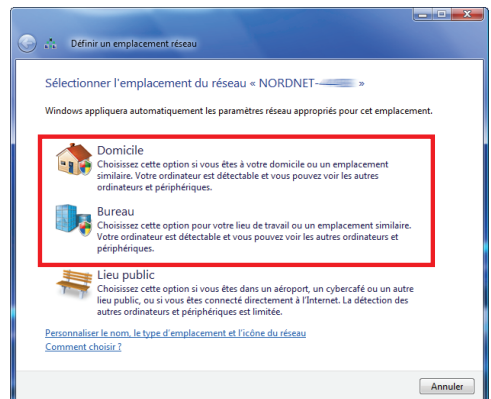 Définir un emplacement réseau
Sélectionner l'emplacement du réseau « NORDNET- »
Windows appliquera automatiquement les paramètres réseau appropriés pour cet emplacement.
Domicile
Choisissez cette option si vous êtes à votre domicile ou un emplacement
similaire. Votre ordinateur est détectable et vous pouvez voir les autres
ordinateurs et périphériques.
Bureau
Choisissez cette option pour votre lieu de travail ou un emplacement similaire.
Votre ordinateur est détectable et vous pouvez voir les autres ordinateurs et
périphériques.
Lieu public
Choisissez cette option si vous êtes dans un aéroport, un cybercafé ou un autre
lieu public, ou si vous êtes connecté directement à l'Internet. La détection des
autres ordinateurs et périphériques est limitée.
Personnaliser le nom, le type d'emplacement et l'icône du réseau
Comment choisir ?
Annuler